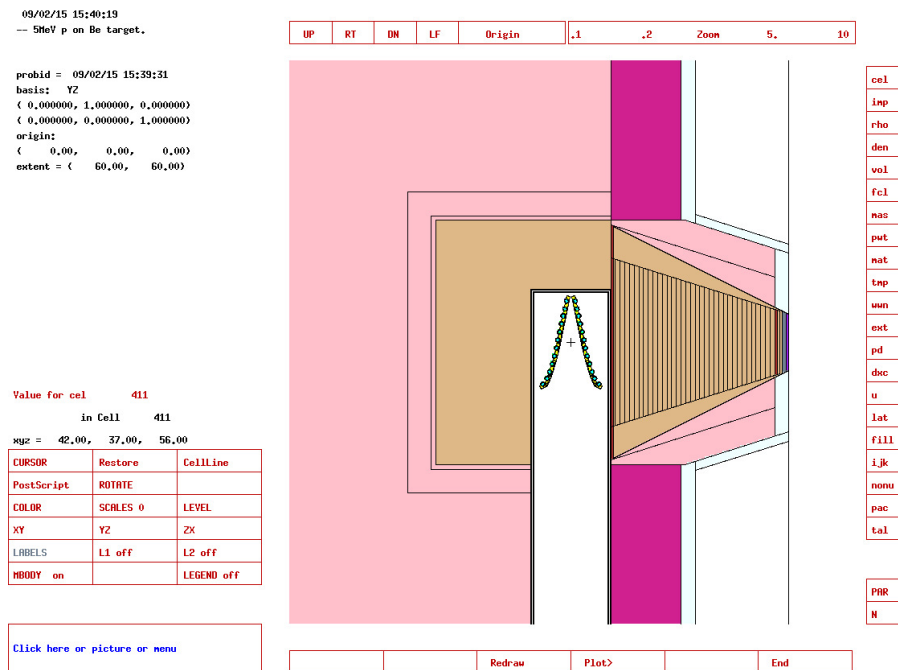 09/02/15 15:40:19
-- 5MeV p on Be target.
probid = 09/02/15 15:39:31
basis: YZ
( 0.000000, 1.000000, 0.000000)
( 0.000000, 0.000000, 1.000000)
origin:
( 0.00, 0.00, 0.00)
extent = ( 60.00, 60.00)
UP RT DN LF Origin .1 .2 Zoom 5. 10
cel
imp
rho
den
vol
fcl
mas
pwt
mat
tmp
wwn
ext
pd
dxc
u
lat
fill
ijk
nonu
pac
tal
PAR
N
Value for cel 411
in Cell 411
xyz = 42.00, 37.00, 56.00
CURSOR Restore CellLine
PostScript ROTATE
COLOR SCALES 0 LEVEL
XY YZ ZX
LABELS L1 off L2 off
MBODY on LEGEND off
Click here or picture or menu
Redraw Plot> End